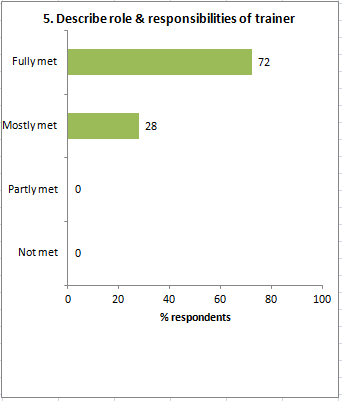 5. Describe role & responsibilities of trainer
Fully met 72
Mostly met 28
Partly met 0
Not met 0
0 20 40 60 80 100
% respondents